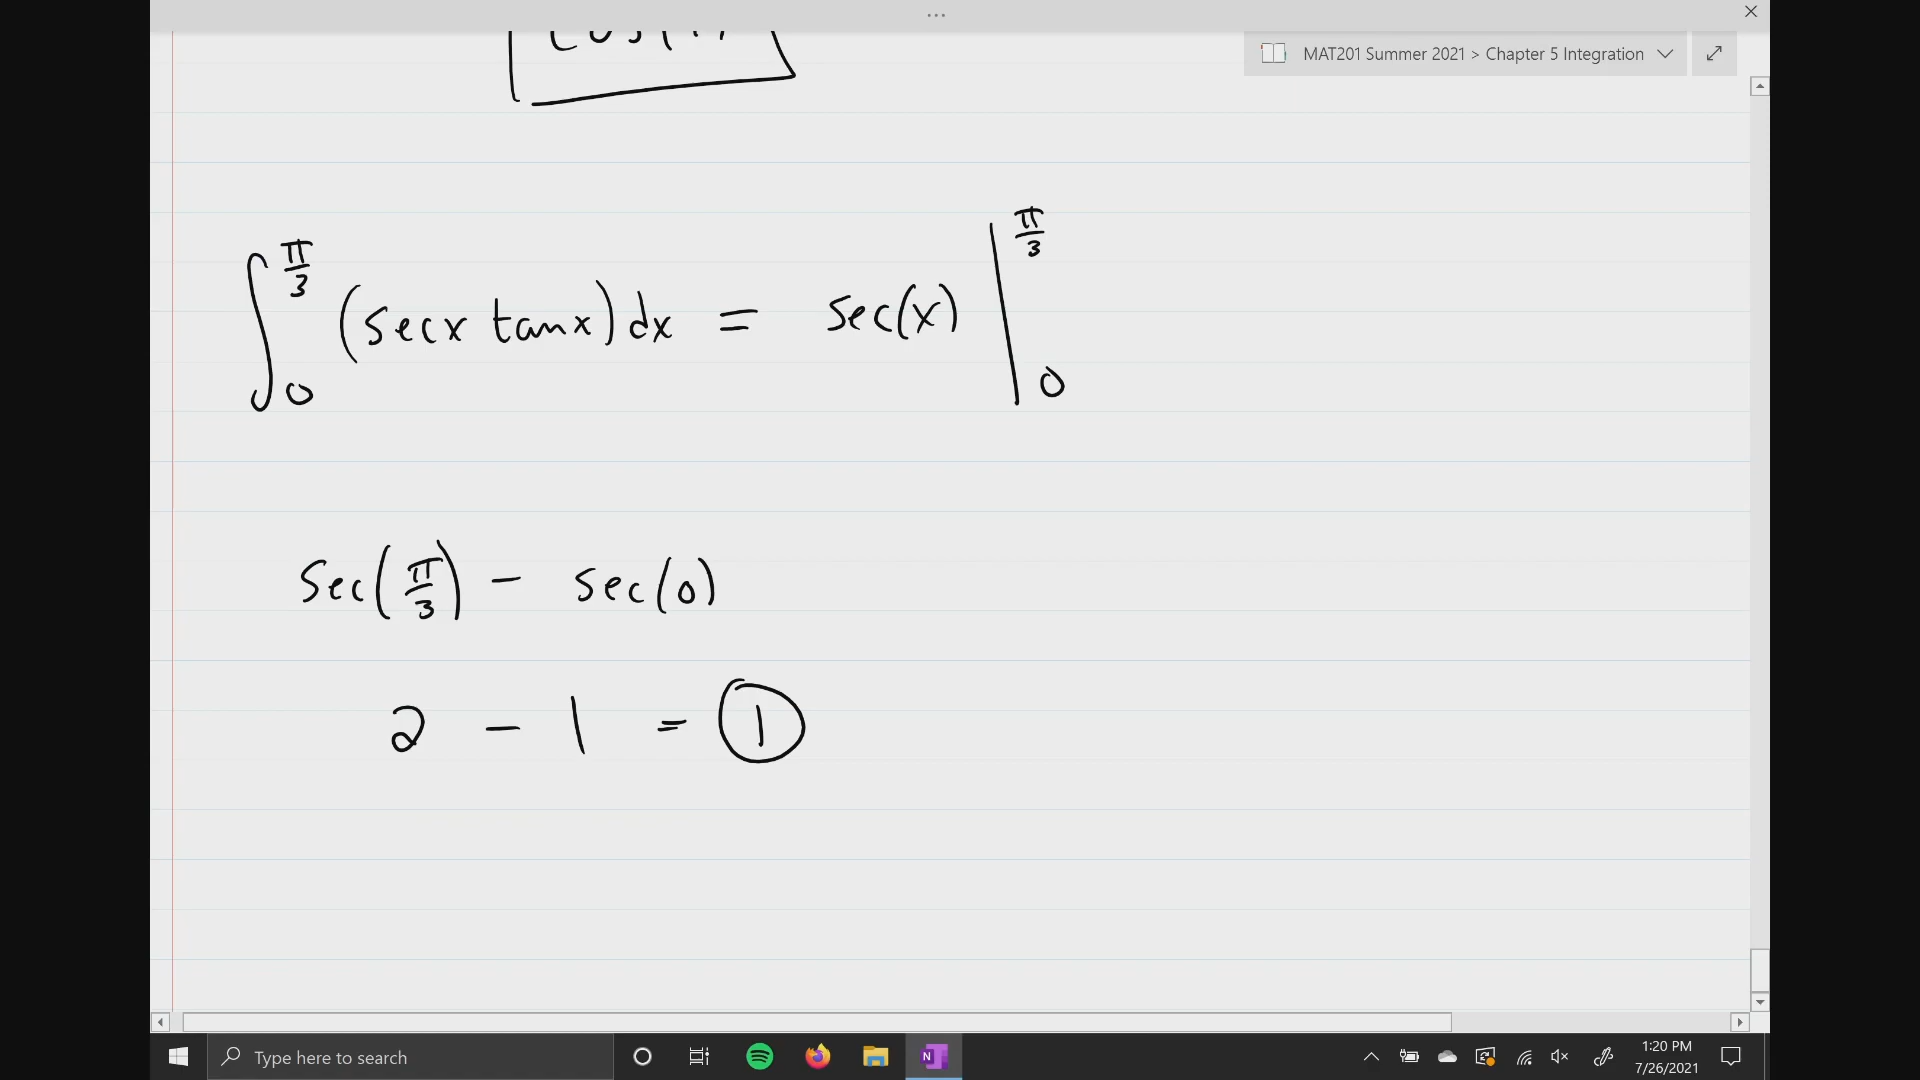 MAT201 Summer 2021 > Chapter 5 Integration
∫₀^(π/3) (sec x tan x) dx = sec(x) |₀^(π/3)
sec(π/3) - sec(0)
2 - 1 = 1
Type here to search
1:20 PM
7/26/2021